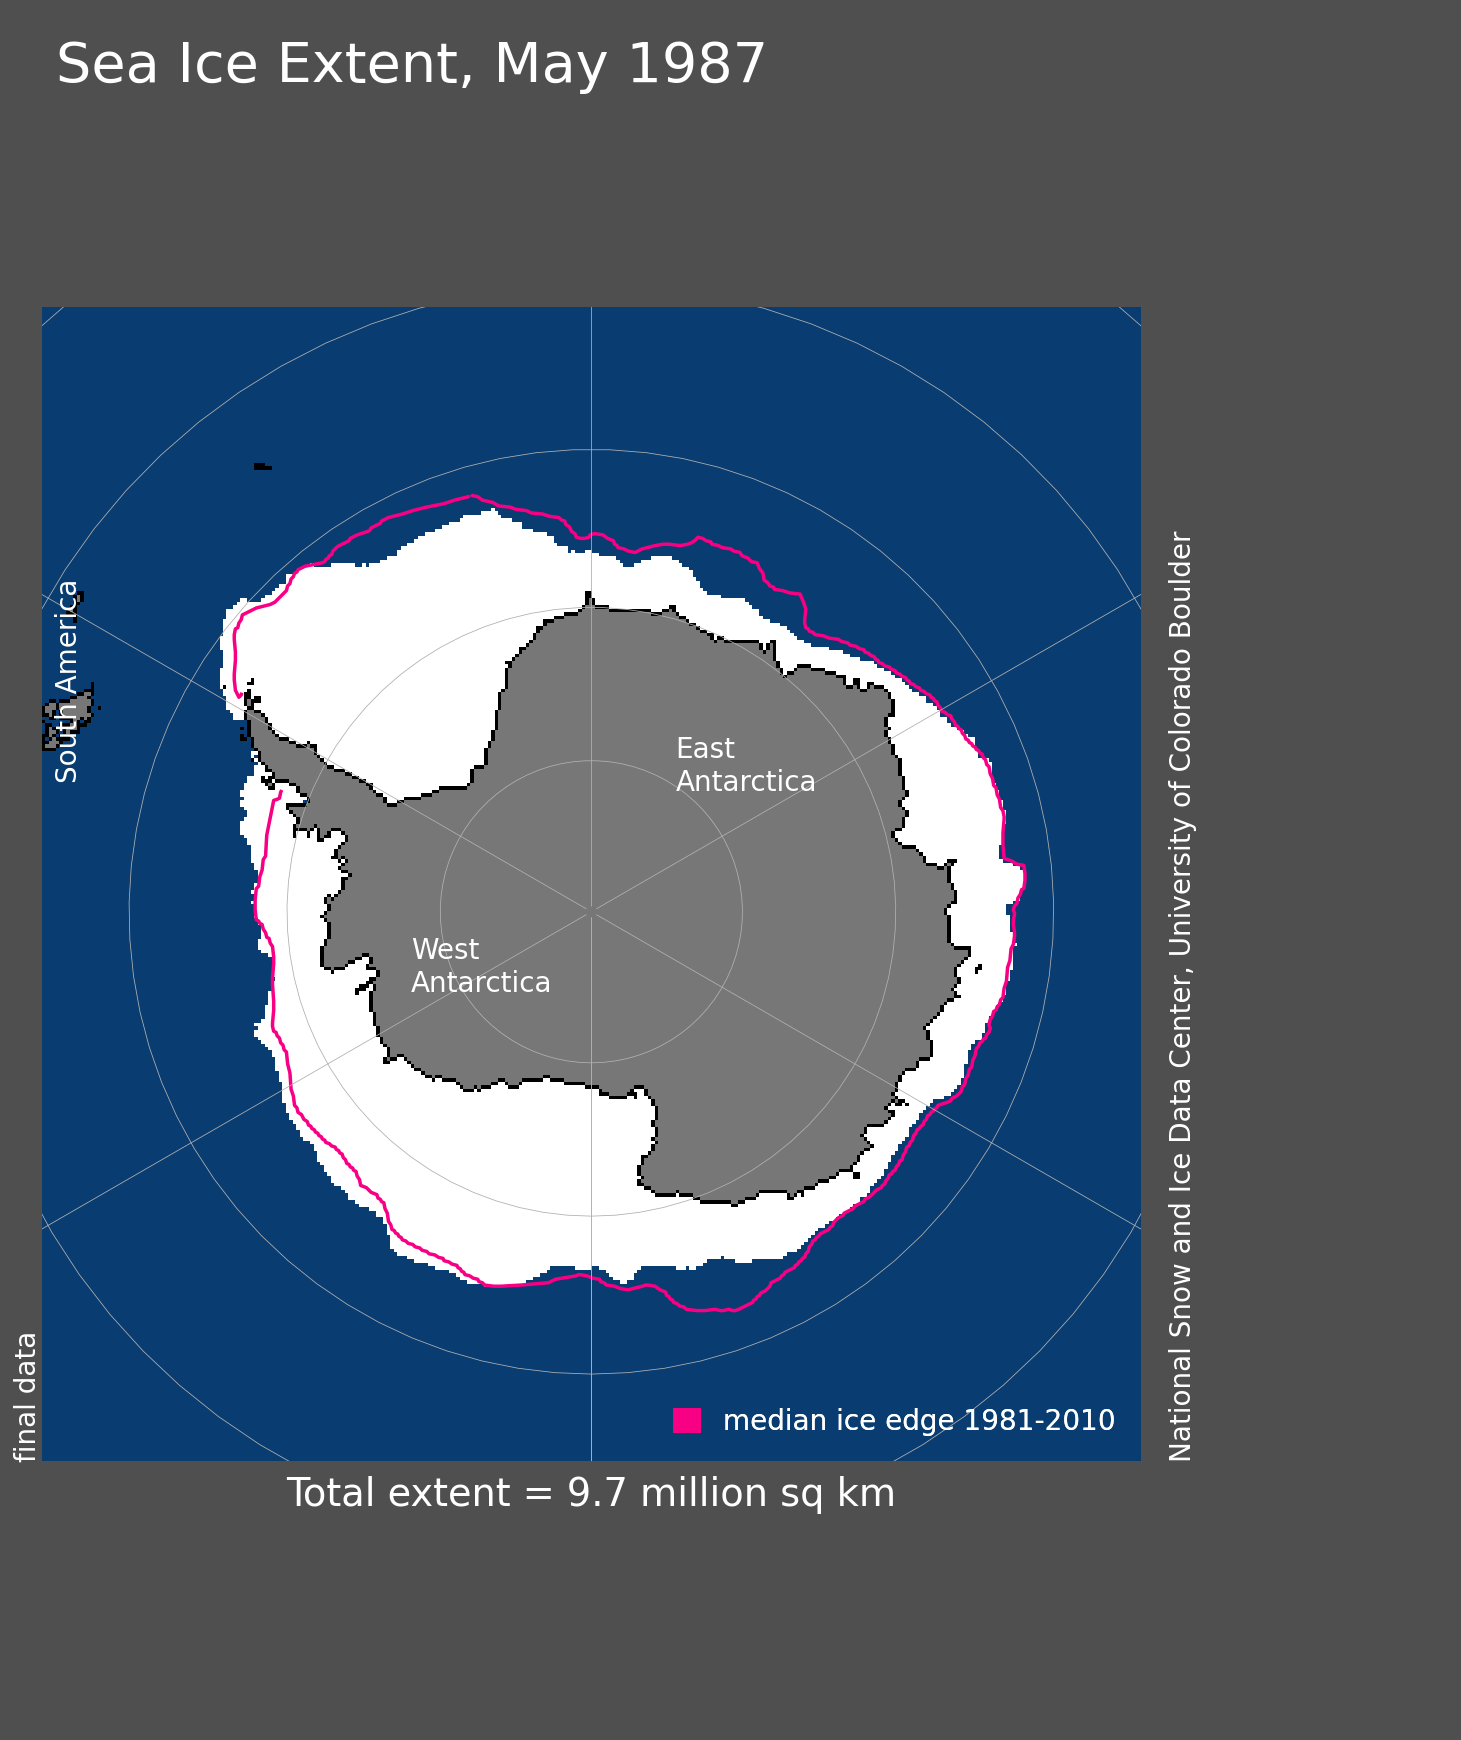 Sea Ice Extent, May 1987
South America
East
Antarctica
West
Antarctica
final data
median ice edge 1981-2010
National Snow and Ice Data Center, University of Colorado Boulder
Total extent = 9.7 million sq km